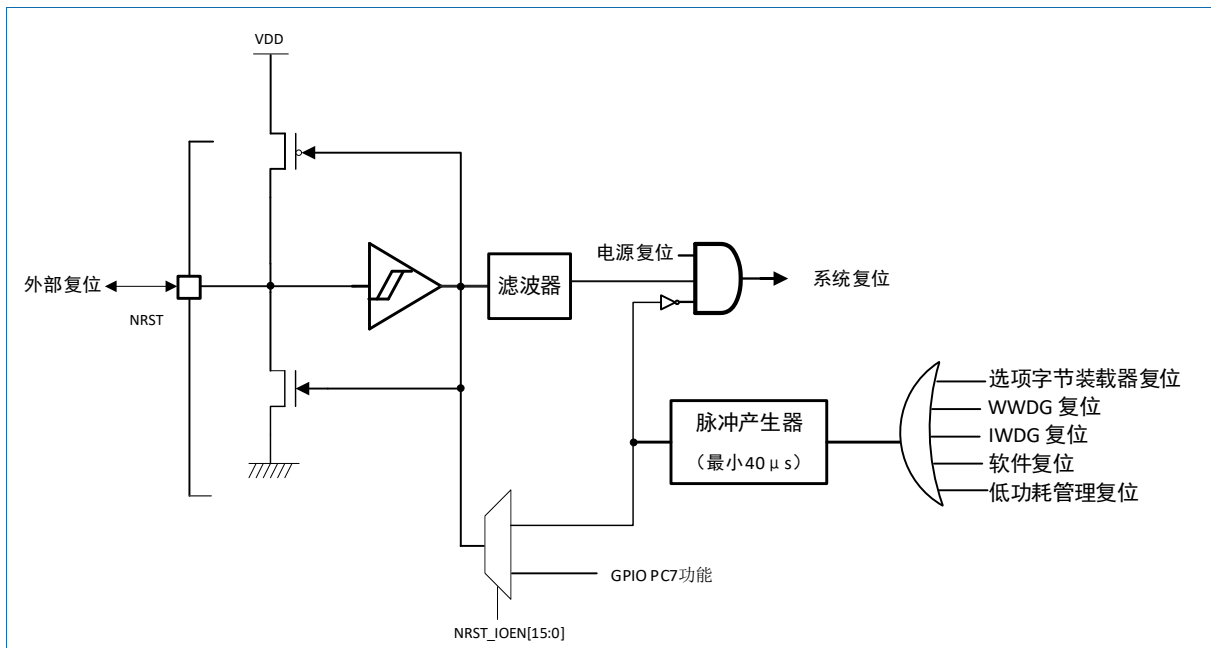 VDD
外部复位
NRST
滤波器
电源复位
系统复位
脉冲产生器
（最小40μs）
选项字节装载器复位
WWDG 复位
IWDG 复位
软件复位
低功耗管理复位
GPIO PC7功能
NRST_IOEN[15:0]